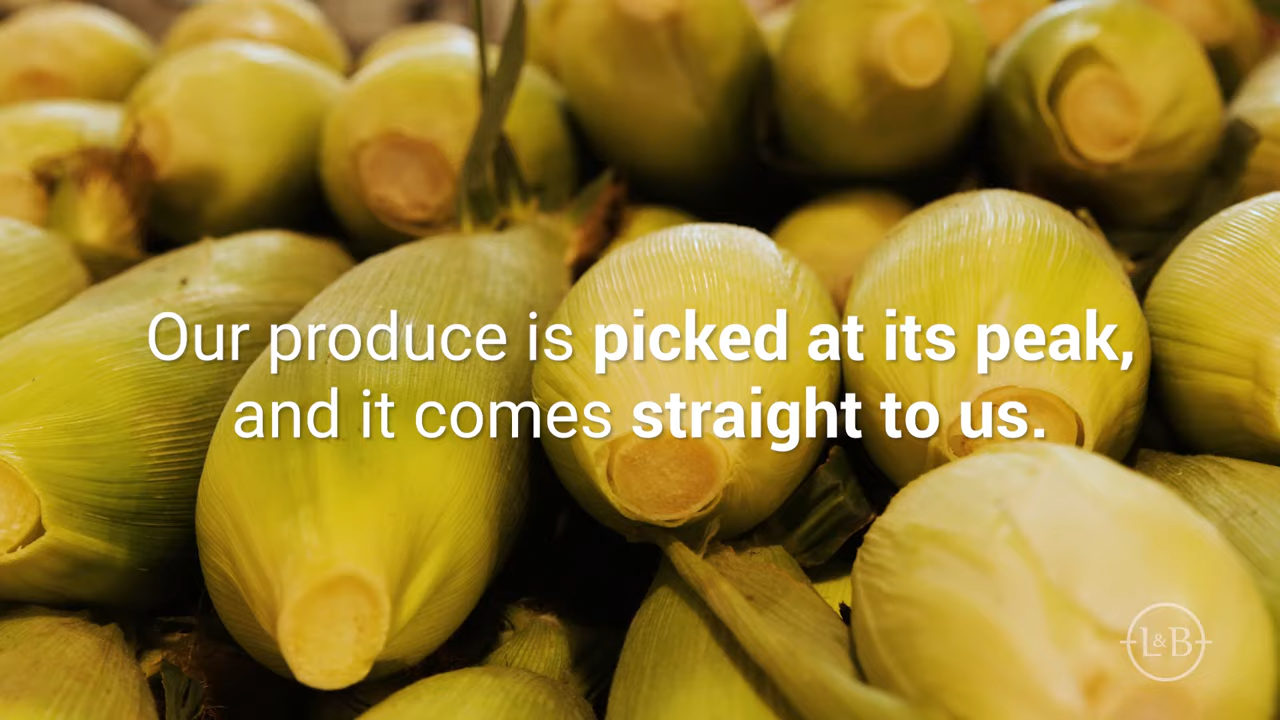 Our produce is picked at its peak,
and it comes straight to us.
L&B